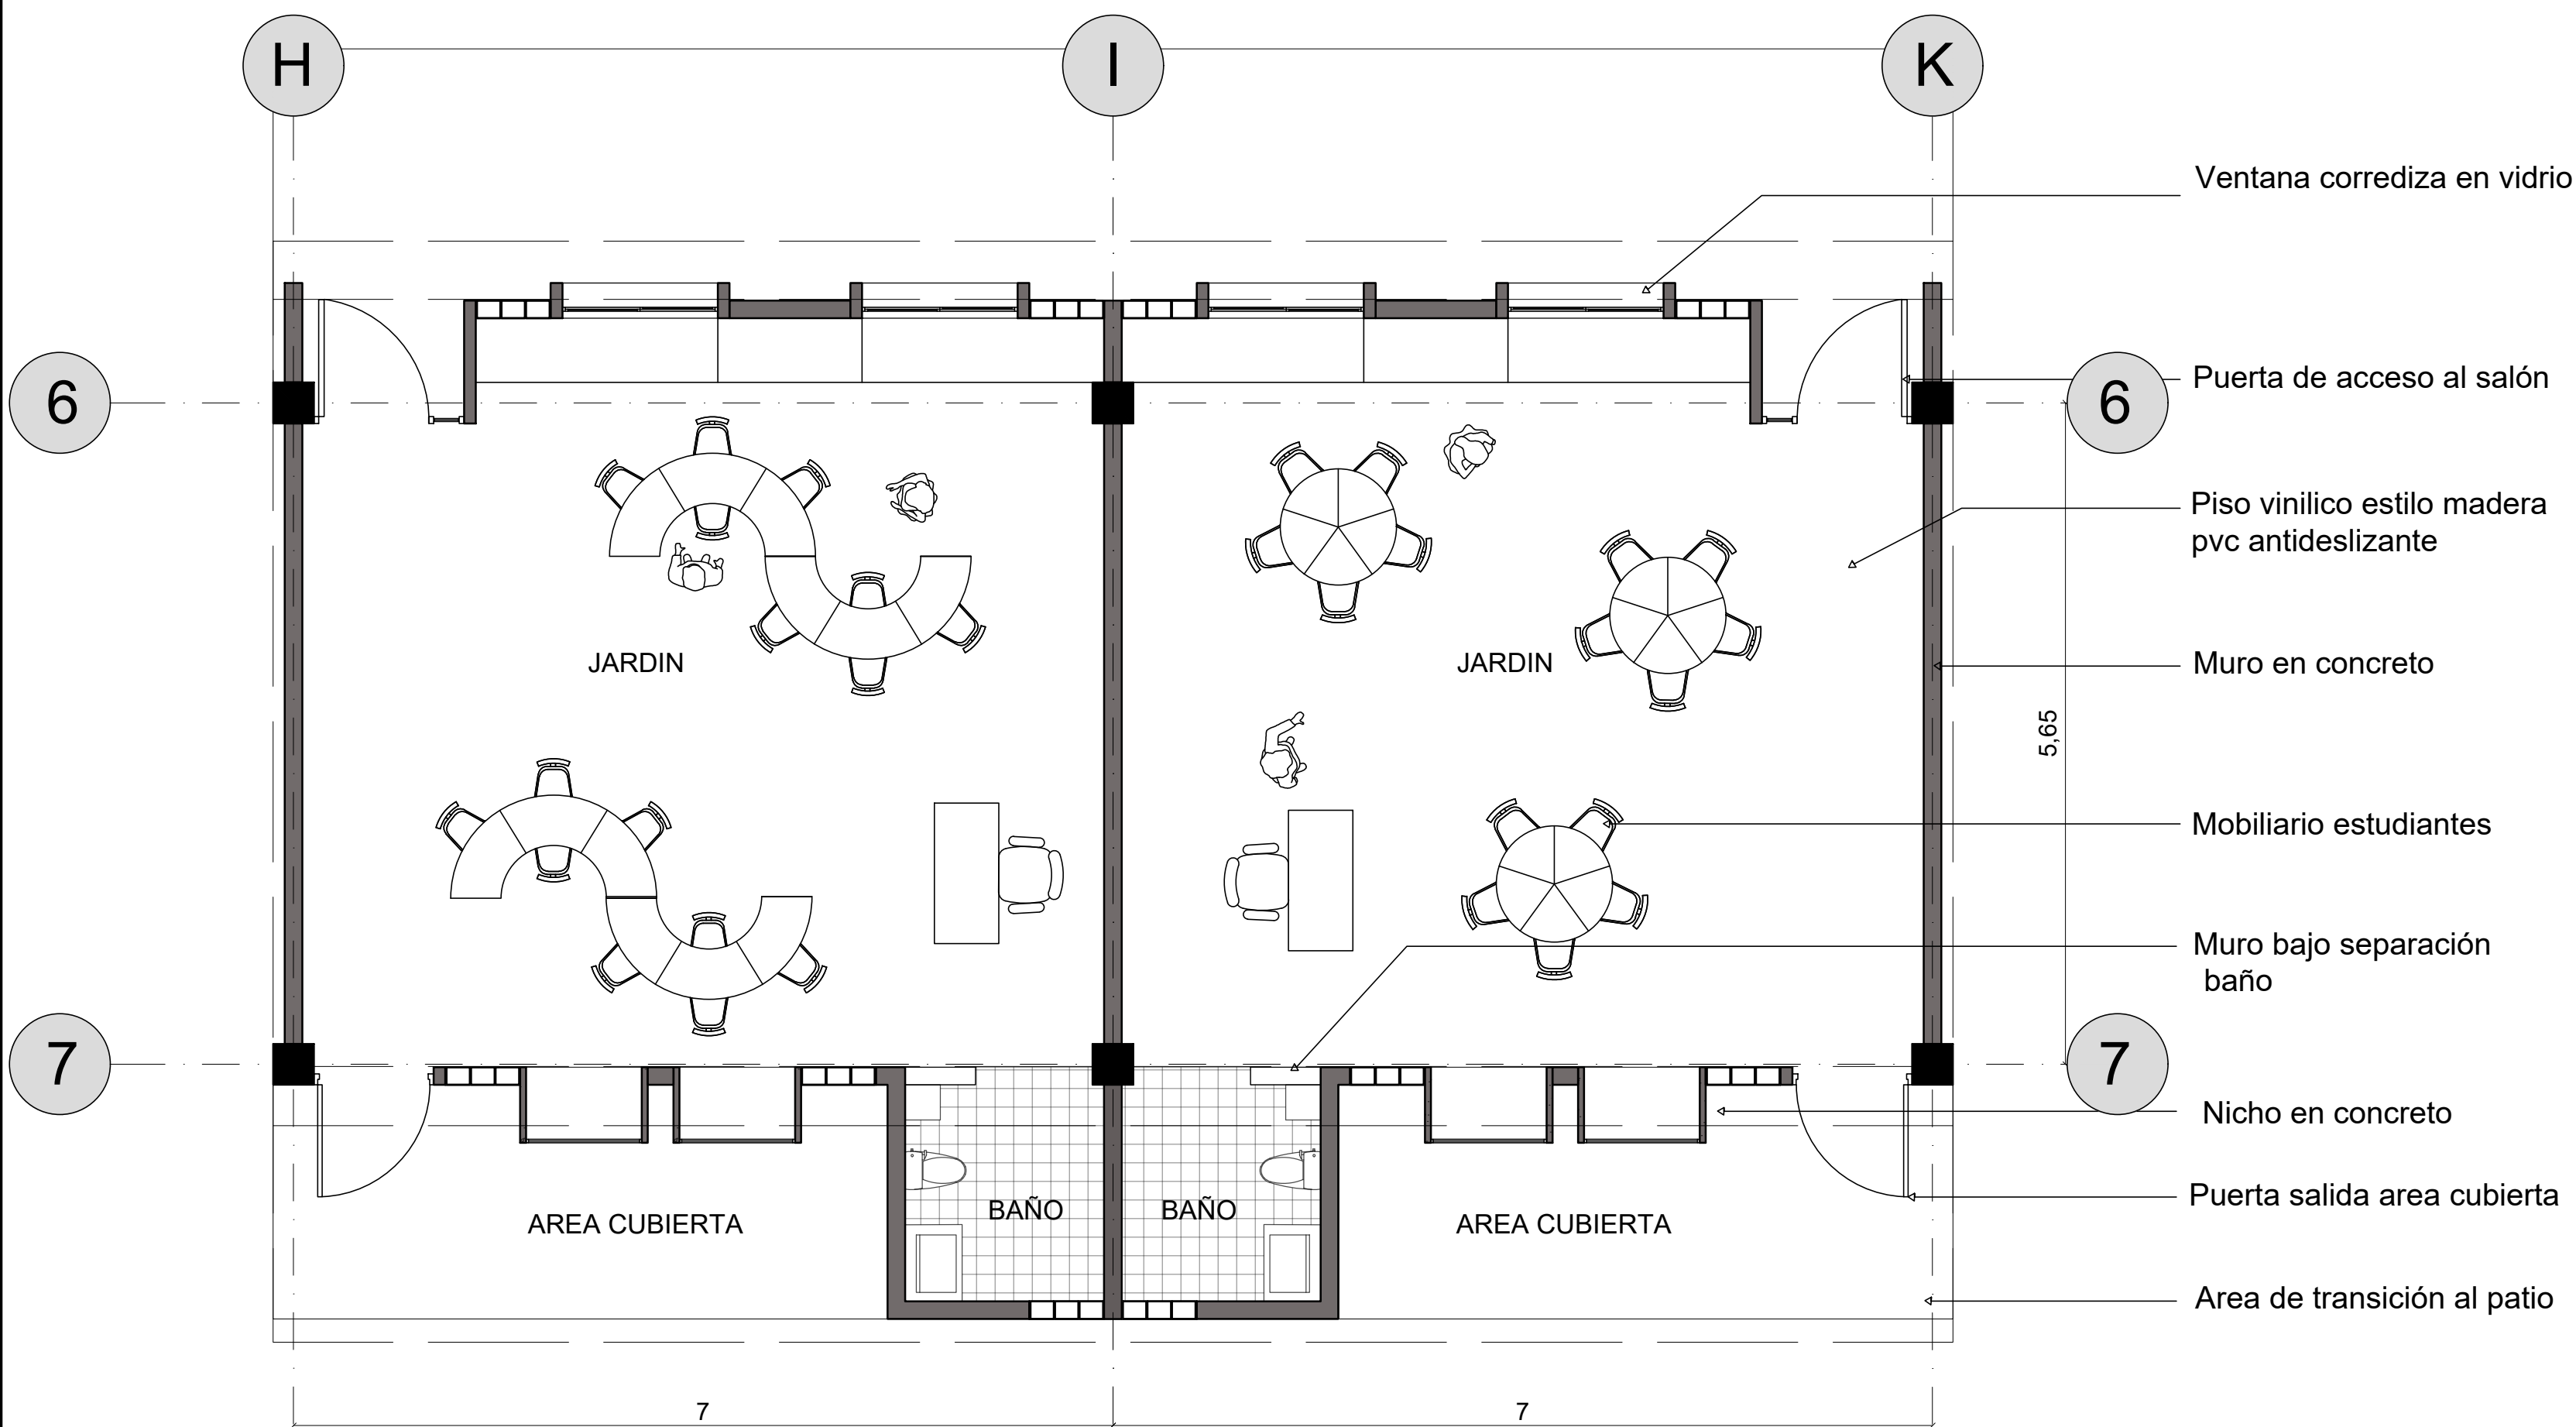 H
I
K
Ventana corrediza en vidrio
6
Puerta de acceso al salón
6
Piso vinilico estilo madera
pvc antideslizante
JARDIN
JARDIN
Muro en concreto
5,65
Mobiliario estudiantes
Muro bajo separación
baño
7
7
Nicho en concreto
Puerta salida area cubierta
AREA CUBIERTA
BAÑO
BAÑO
AREA CUBIERTA
Area de transición al patio
7
7